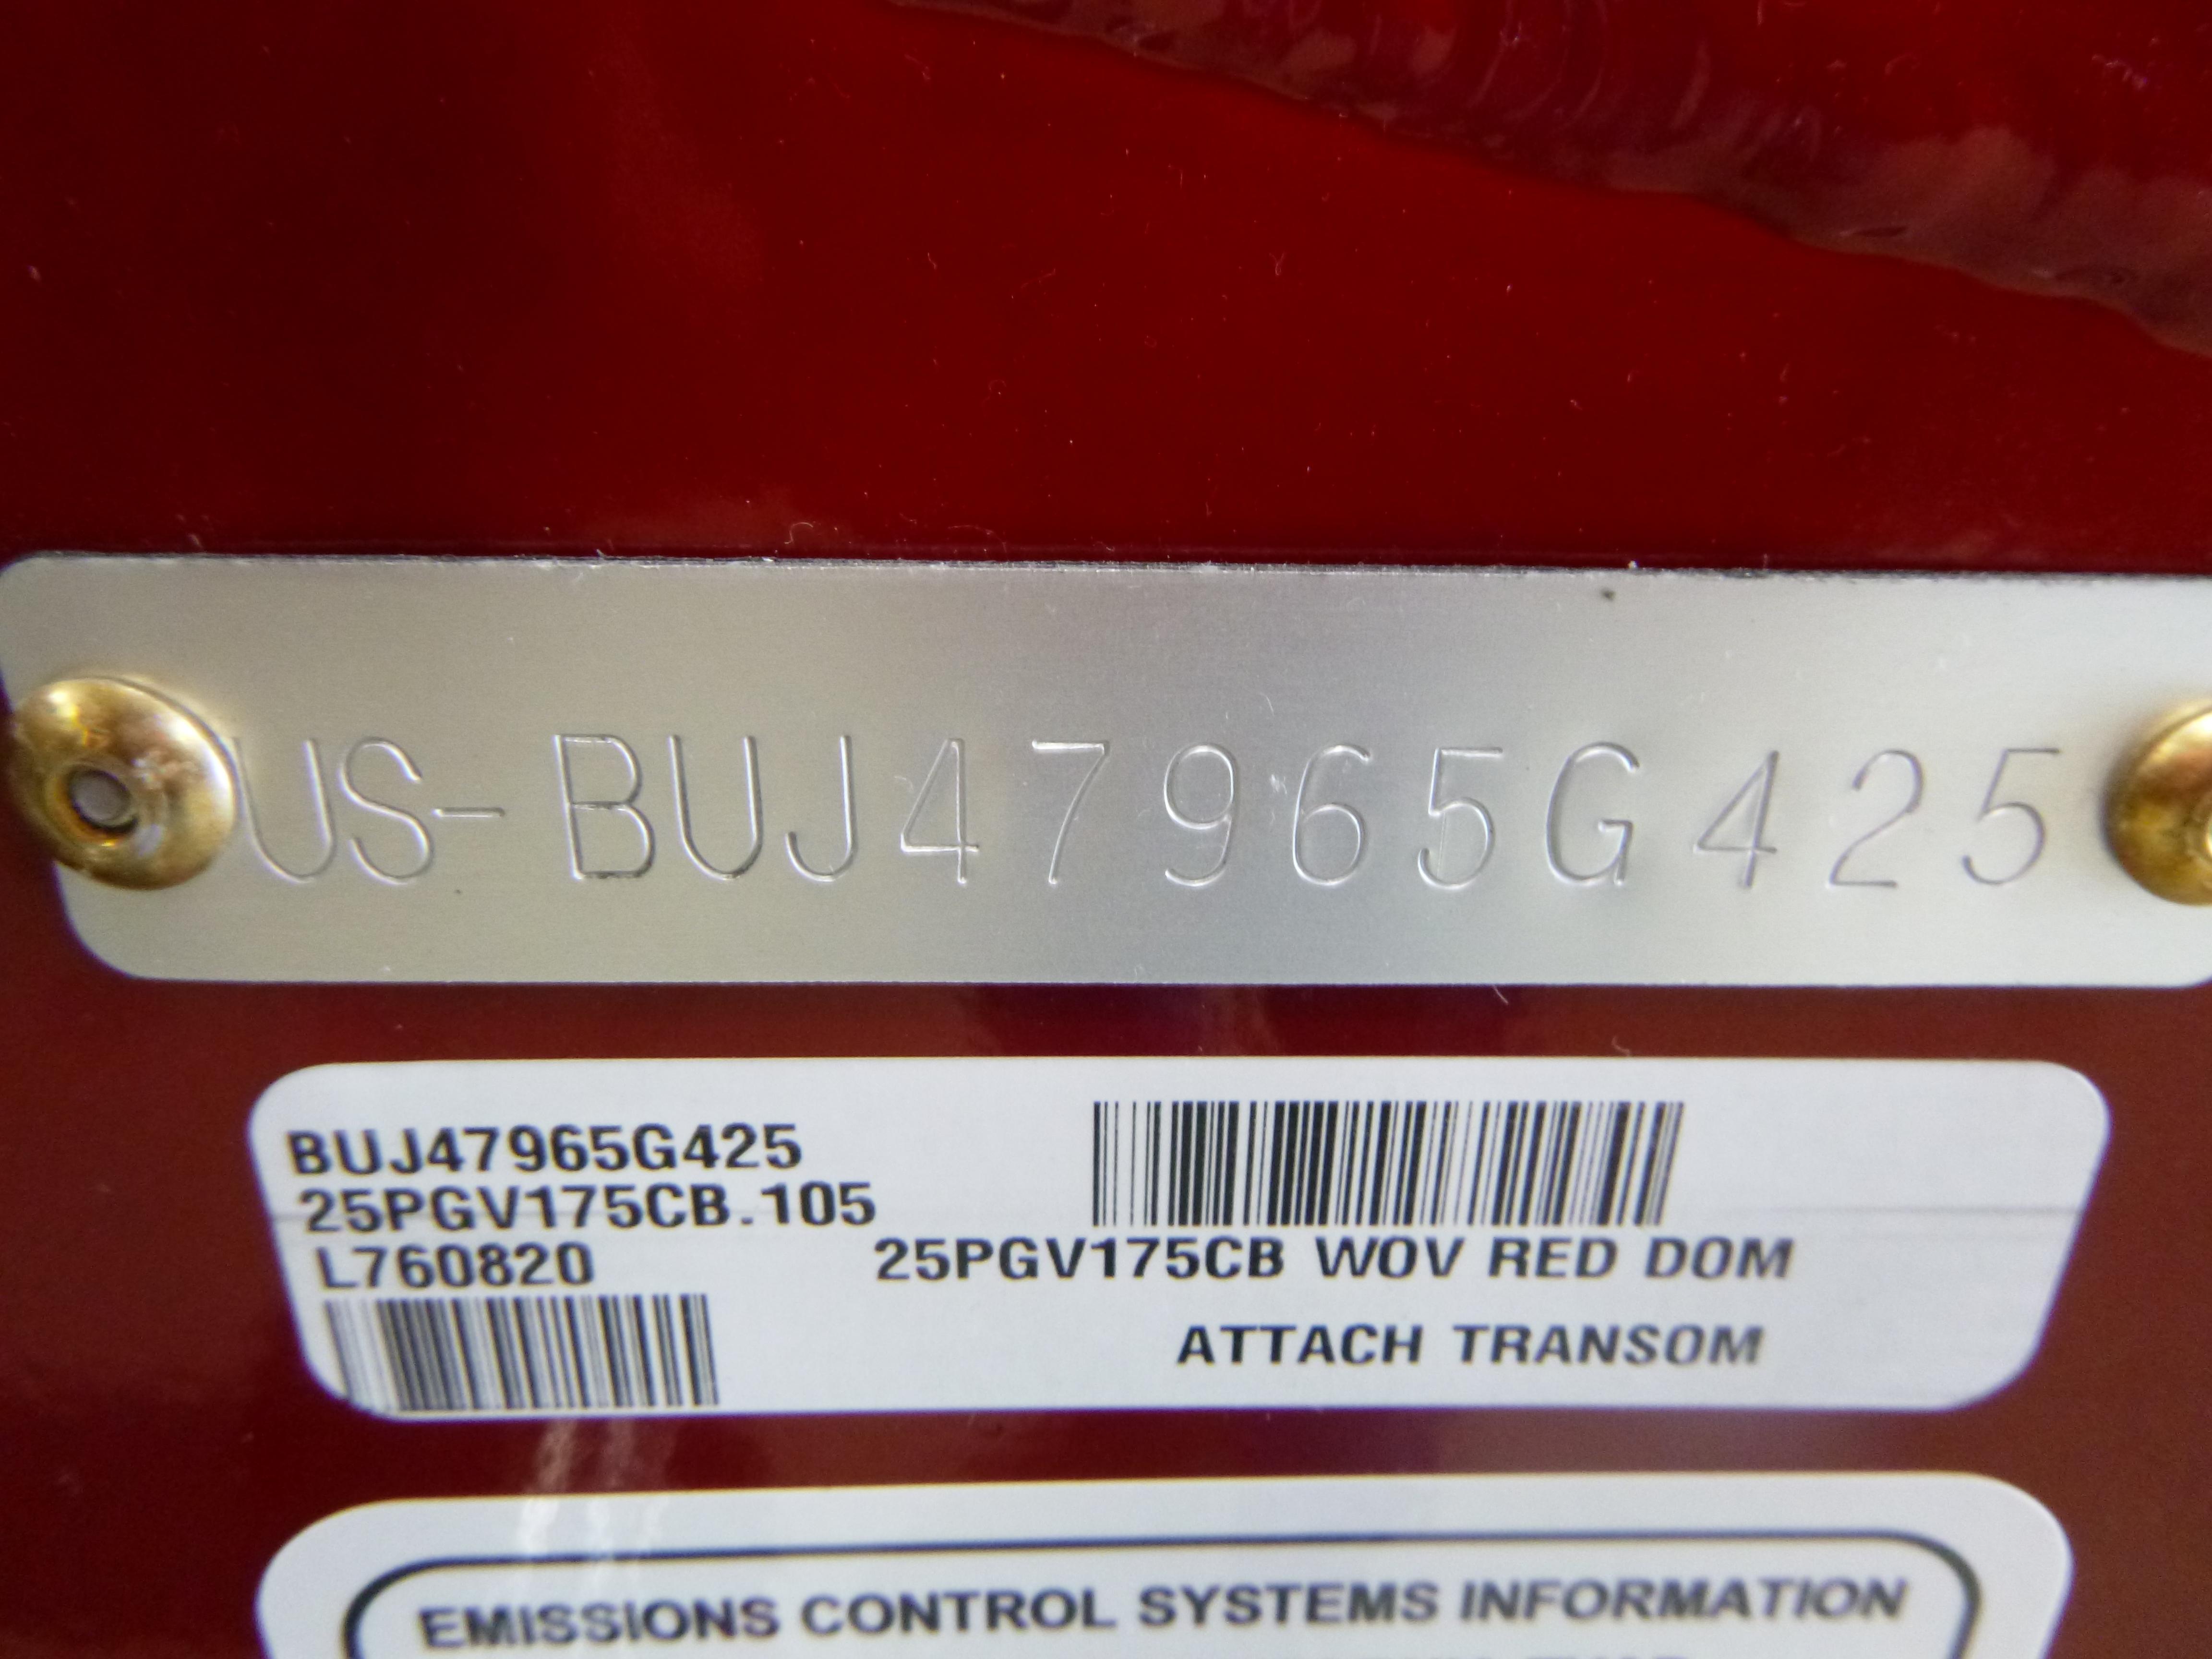 US-BUJ47965G425
BUJ47965G425
25PGV175CB.105
L760820
25PGV175CB WOV RED DOM
ATTACH TRANSOM
EMISSIONS CONTROL SYSTEMS INFORMATION